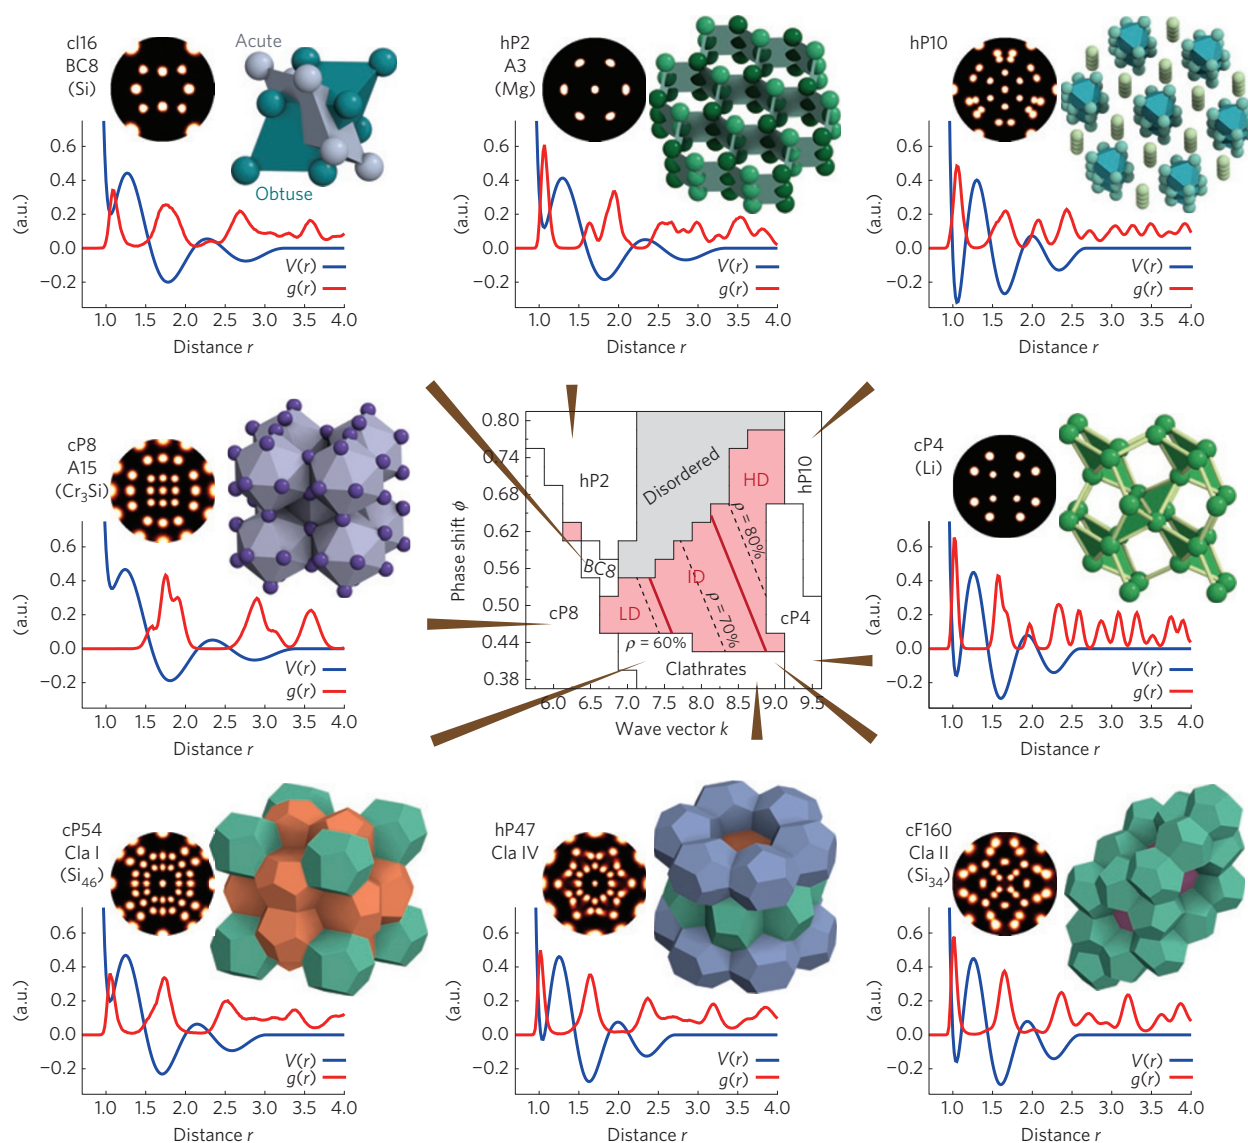 cI16
BC8
(Si)
Acute
Obtuse
(a.u.)
0.6
0.4
0.2
0.0
−0.2
V(r)
g(r)
1.0 1.5 2.0 2.5 3.0 3.5 4.0
Distance r
hP2
A3
(Mg)
(a.u.)
0.6
0.4
0.2
0.0
−0.2
V(r)
g(r)
1.0 1.5 2.0 2.5 3.0 3.5 4.0
Distance r
hP10
(a.u.)
0.6
0.4
0.2
0.0
−0.2
V(r)
g(r)
1.0 1.5 2.0 2.5 3.0 3.5 4.0
Distance r
cP8
A15
(Cr₃Si)
(a.u.)
0.6
0.4
0.2
0.0
−0.2
V(r)
g(r)
1.0 1.5 2.0 2.5 3.0 3.5 4.0
Distance r
Phase shift ϕ
0.80
0.74
0.68
0.62
0.56
0.50
0.44
0.38
hP2
Disordered
HD
hP10
ρ = 80%
BC8
ID
cP8
LD
ρ = 70%
cP4
ρ = 60%
Clathrates
6.0 6.5 7.0 7.5 8.0 8.5 9.0 9.5
Wave vector k
cP4
(Li)
(a.u.)
0.6
0.4
0.2
0.0
−0.2
V(r)
g(r)
1.0 1.5 2.0 2.5 3.0 3.5 4.0
Distance r
cP54
Cla I
(Si₄₆)
(a.u.)
0.6
0.4
0.2
0.0
−0.2
V(r)
g(r)
1.0 1.5 2.0 2.5 3.0 3.5 4.0
Distance r
hP47
Cla IV
(a.u.)
0.6
0.4
0.2
0.0
−0.2
V(r)
g(r)
1.0 1.5 2.0 2.5 3.0 3.5 4.0
Distance r
cF160
Cla II
(Si₃₄)
(a.u.)
0.6
0.4
0.2
0.0
−0.2
V(r)
g(r)
1.0 1.5 2.0 2.5 3.0 3.5 4.0
Distance r